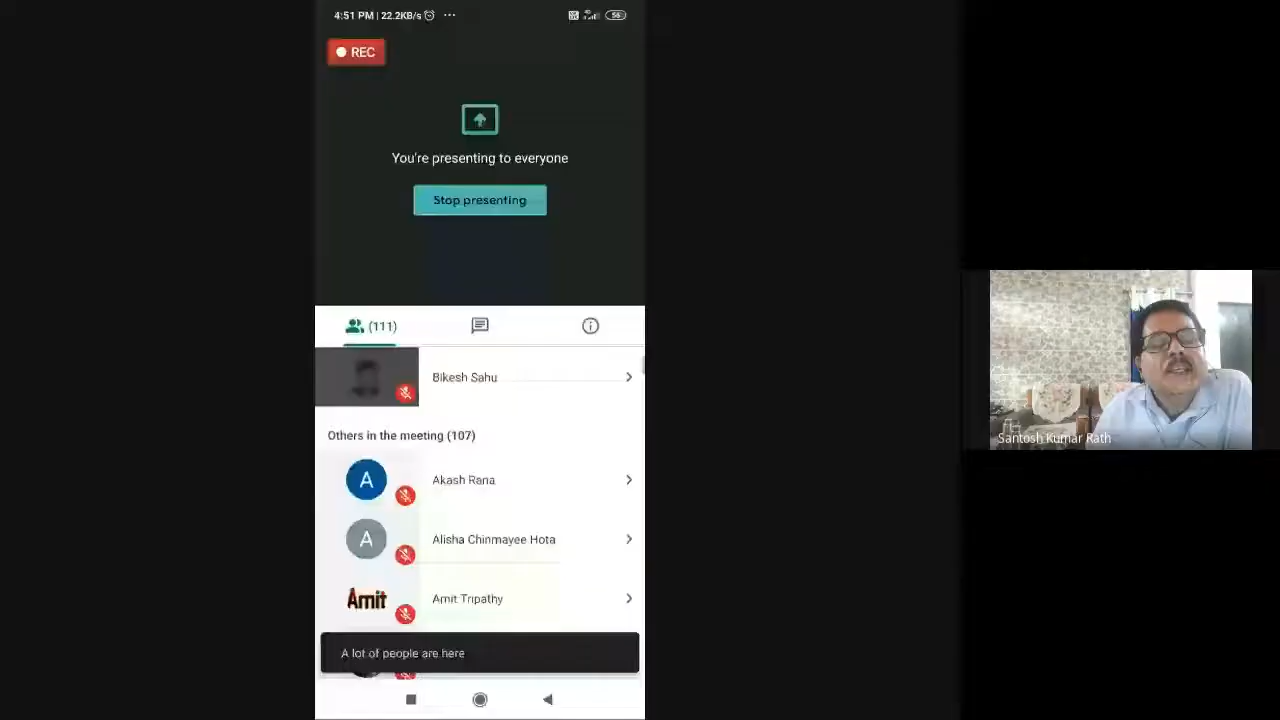 4:51 PM | 22.2KB/s
56
REC
You're presenting to everyone
Stop presenting
(111)
Bikesh Sahu
Others in the meeting (107)
A
Akash Rana
A
Alisha Chinmayee Hota
Amit
Amit Tripathy
A lot of people are here
Santosh Kumar Rath